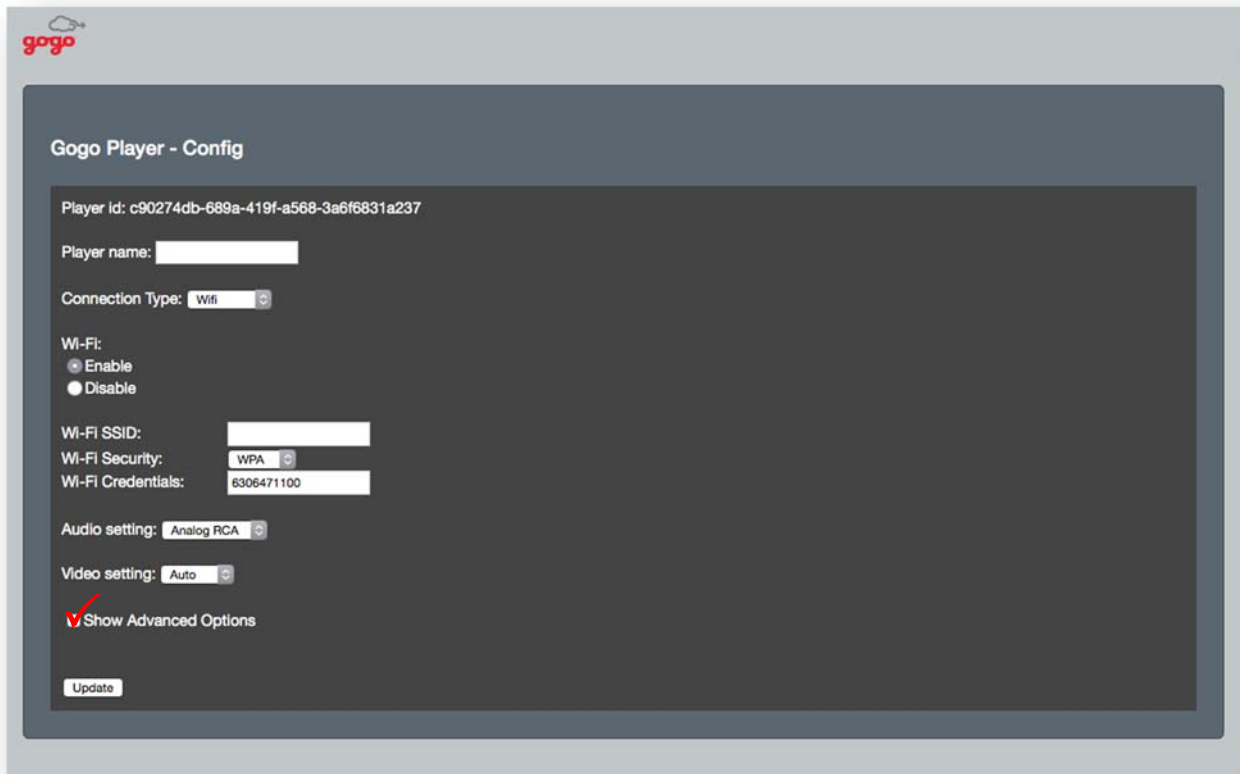 gogo
Gogo Player - Config
Player id: c90274db-689a-419f-a568-3a6f6831a237
Player name:
Connection Type: Wifi
Wi-Fi:
Enable
Disable
Wi-Fi SSID:
Wi-Fi Security: WPA
Wi-Fi Credentials: 6306471100
Audio setting: Analog RCA
Video setting: Auto
Show Advanced Options
Update